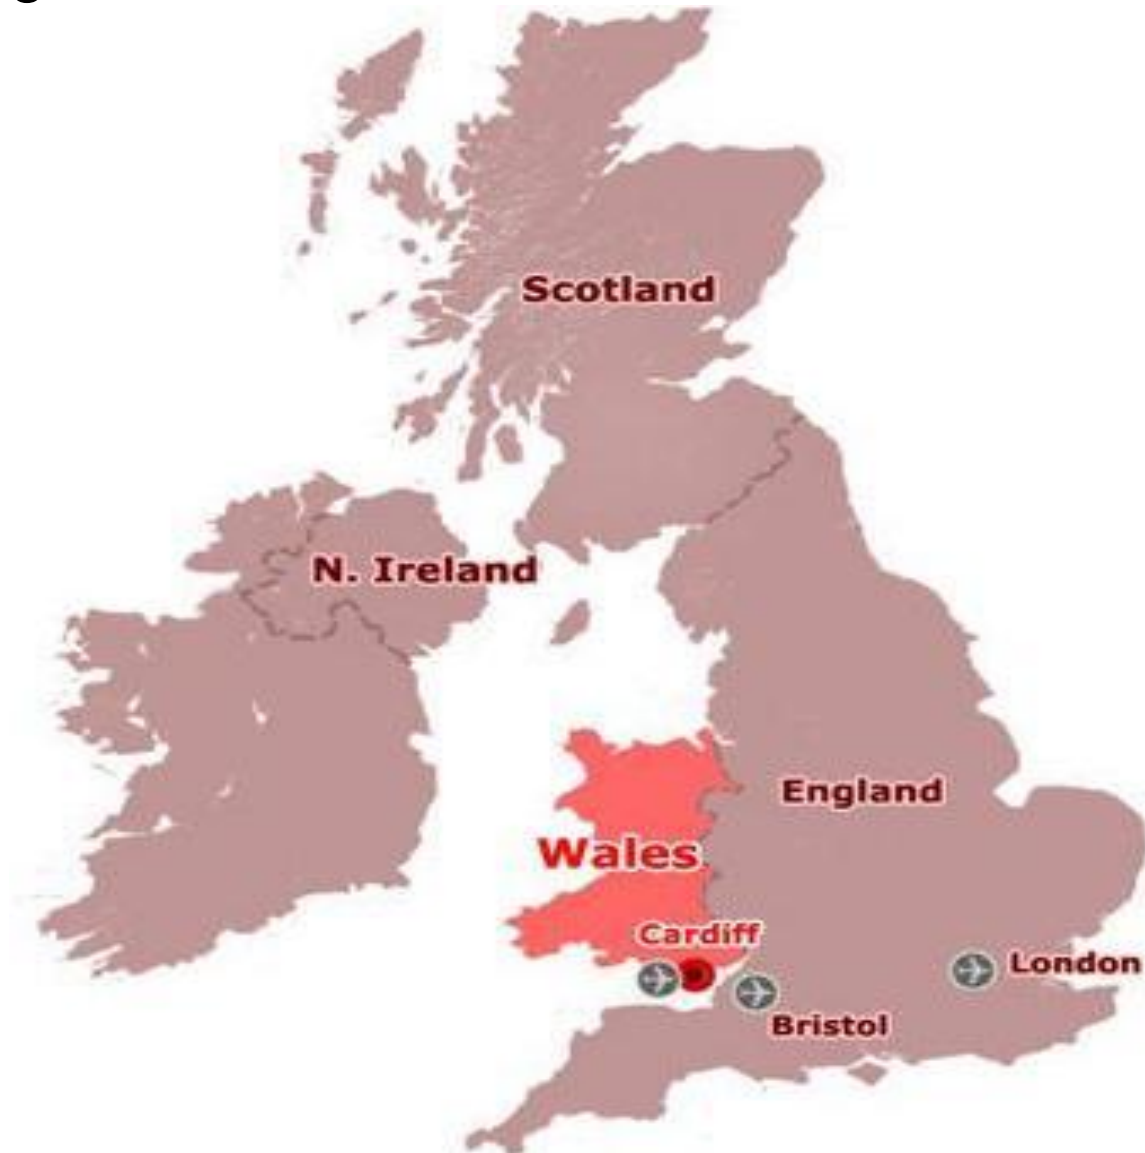 Scotland
N. Ireland
England
Wales
Cardiff
London
Bristol